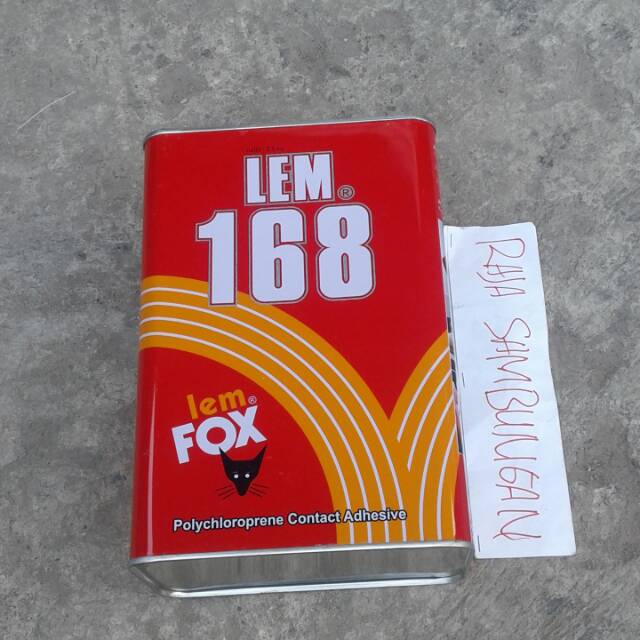 LEM®
168
lem®
FOX
Polychloroprene Contact Adhesive
RAJA SAMBUNGAN